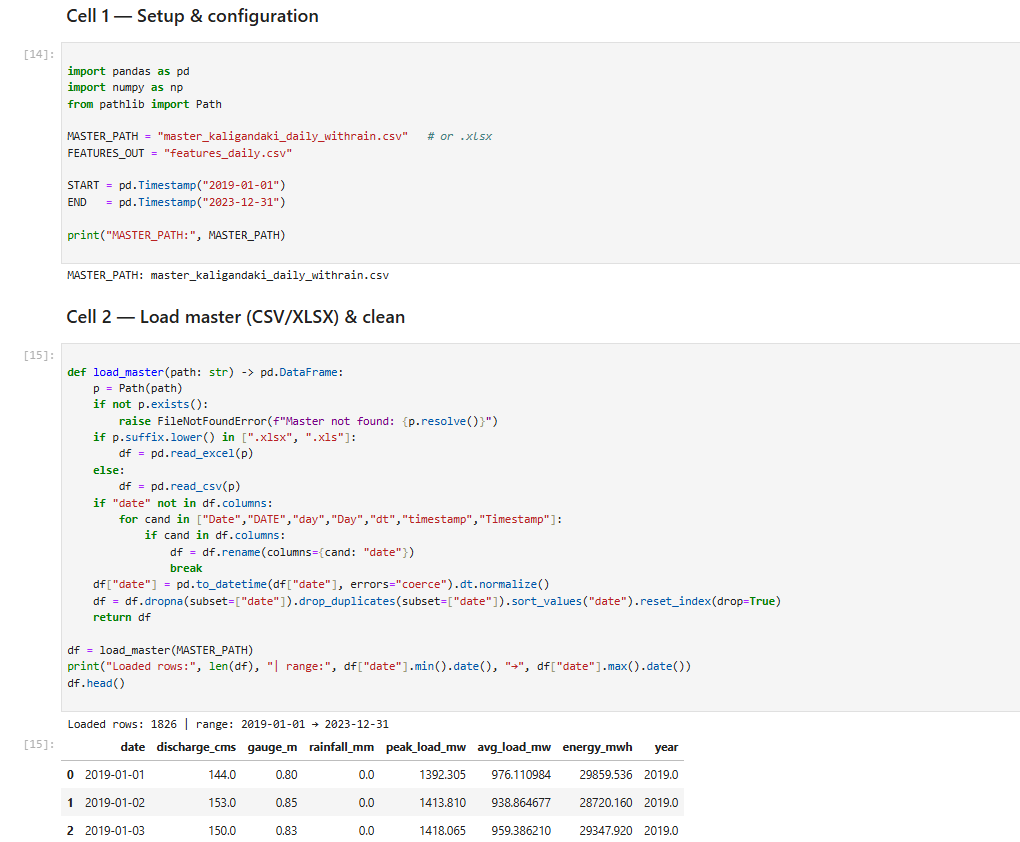 Cell 1 — Setup & configuration
[14]:
import pandas as pd
import numpy as np
from pathlib import Path
MASTER_PATH = "master_kaligandaki_daily_withrain.csv"   # or .xlsx
FEATURES_OUT = "features_daily.csv"
START = pd.Timestamp("2019-01-01")
END   = pd.Timestamp("2023-12-31")
print("MASTER_PATH:", MASTER_PATH)
MASTER_PATH: master_kaligandaki_daily_withrain.csv
Cell 2 — Load master (CSV/XLSX) & clean
[15]:
def load_master(path: str) -> pd.DataFrame:
    p = Path(path)
    if not p.exists():
        raise FileNotFoundError(f"Master not found: {p.resolve()}")
    if p.suffix.lower() in [".xlsx", ".xls"]:
        df = pd.read_excel(p)
    else:
        df = pd.read_csv(p)
    if "date" not in df.columns:
        for cand in ["Date","DATE","day","Day","dt","timestamp","Timestamp"]:
            if cand in df.columns:
                df = df.rename(columns={cand: "date"})
                break
    df["date"] = pd.to_datetime(df["date"], errors="coerce").dt.normalize()
    df = df.dropna(subset=["date"]).drop_duplicates(subset=["date"]).sort_values("date").reset_index(drop=True)
    return df
df = load_master(MASTER_PATH)
print("Loaded rows:", len(df), "| range:", df["date"].min().date(), "→", df["date"].max().date())
df.head()
Loaded rows: 1826 | range: 2019-01-01 → 2023-12-31
[15]:
date discharge_cms gauge_m rainfall_mm peak_load_mw avg_load_mw energy_mwh year
0 2019-01-01 144.0 0.80 0.0 1392.305 976.110984 29859.536 2019.0
1 2019-01-02 153.0 0.85 0.0 1413.810 938.864677 28720.160 2019.0
2 2019-01-03 150.0 0.83 0.0 1418.065 959.386210 29347.920 2019.0